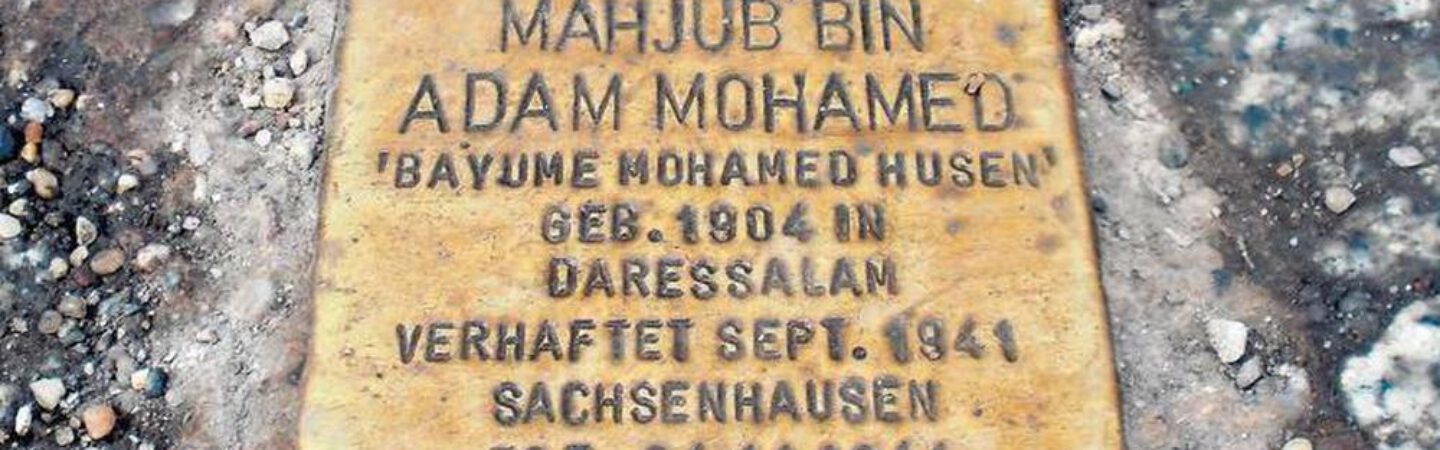 MAHJUB BIN
ADAM MOHAMED
'BAYUME MOHAMED HUSEN'
GEB. 1904 IN
DARESSALAM
VERHAFTET SEPT. 1941
SACHSENHAUSEN